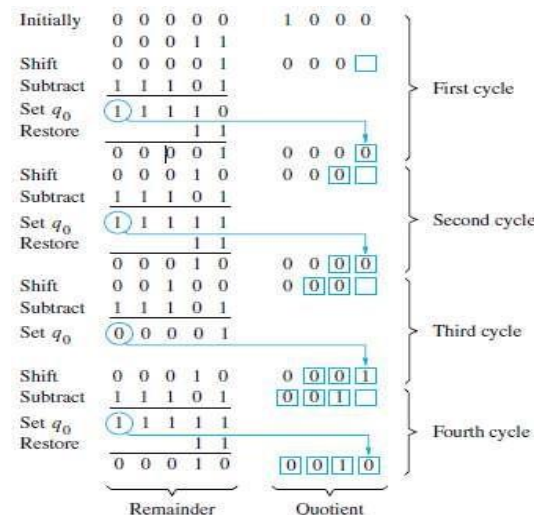 Initially 0 0 0 0 0 1 0 0 0
0 0 0 1 1
Shift 0 0 0 0 1 0 0 0
Subtract 1 1 1 0 1
First cycle
Set q0 1 1 1 1 0
Restore 1 1
0 0 0 0 1 0 0 0 0
Shift 0 0 0 1 0 0 0 0
Subtract 1 1 1 0 1
Set q0 1 1 1 1 1 Second cycle
Restore 1 1
0 0 0 1 0 0 0 0 0
Shift 0 0 1 0 0 0 0 0
Subtract 1 1 1 0 1
Set q0 0 0 0 0 1 Third cycle
Shift 0 0 0 1 0 0 0 0 1
Subtract 1 1 1 0 1 0 0 1
Set q0 1 1 1 1 1 Fourth cycle
Restore 1 1
0 0 0 1 0 0 0 1 0
Remainder Quotient